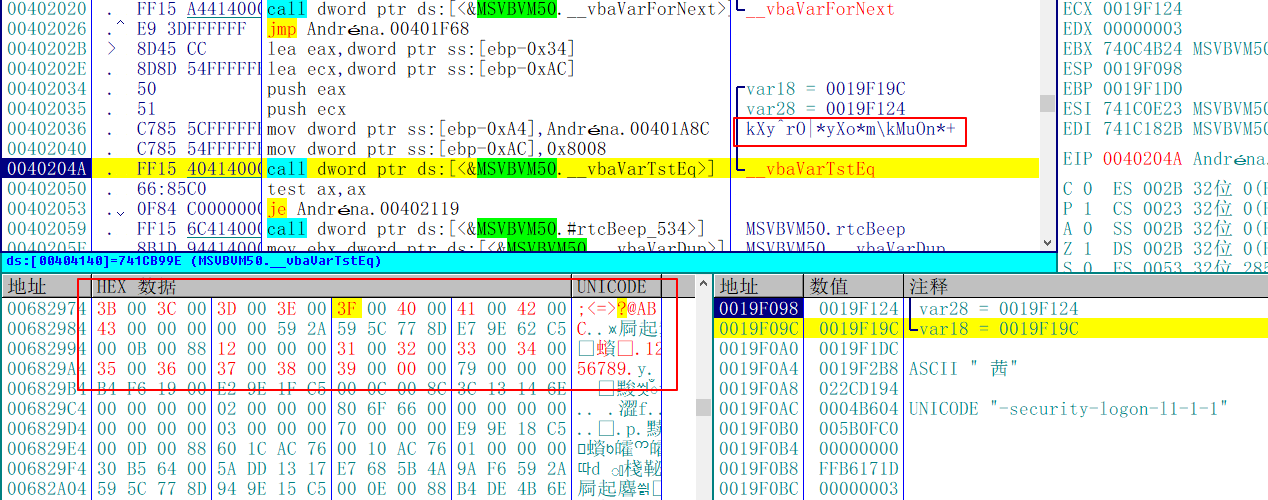 00402020 . FF15 A4414000 call dword ptr ds:[<&MSVBVM50.__vbaVarForNext>] __vbaVarForNext ECX 0019F124
00402026 .^ E9 3DFFFFFF jmp Andréna.00401F68 EDX 00000003
0040202B > 8D45 CC lea eax,dword ptr ss:[ebp-0x34] EBX 740C4B24 MSVBVM50
0040202E . 8D8D 54FFFFFF lea ecx,dword ptr ss:[ebp-0xAC] ESP 0019F098
00402034 . 50 push eax var18 = 0019F19C EBP 0019F1D0
00402035 . 51 push ecx var28 = 0019F124 ESI 741C0E23 MSVBVM50
00402036 . C785 5CFFFFFF mov dword ptr ss:[ebp-0xA4],Andréna.00401A8C kXy^rO|*yXo*m\kMuOn*+ EDI 741C182B MSVBVM50
00402040 . C785 54FFFFFF mov dword ptr ss:[ebp-0xAC],0x8008
0040204A . FF15 40414000 call dword ptr ds:[<&MSVBVM50.__vbaVarTstEq>] __vbaVarTstEq EIP 0040204A Andréna
00402050 . 66:85C0 test ax,ax C 0 ES 002B 32位 0(F
00402053 .⌄ 0F84 C0000000 je Andréna.00402119 P 1 CS 0023 32位 0(F
00402059 . FF15 6C414000 call dword ptr ds:[<&MSVBVM50.#rtcBeep_534>] MSVBVM50.rtcBeep A 0 SS 002B 32位 0(F
0040205F . 8B1D 94414000 mov ebx,dword ptr ds:[<&MSVBVM50.__vbaVarDup>] MSVBVM50.__vbaVarDup Z 1 DS 002B 32位 0(F
ds:[00404140]=741CB99E (MSVBVM50.__vbaVarTstEq) S 0 FS 0053 32位 285
地址 HEX 数据 UNICODE 地址 数值 注释
00682974 3B 00 3C 00 3D 00 3E 00 3F 00 40 00 41 00 42 00 ;<=>?@AB 0019F098 0019F124 var28 = 0019F124
00682984 43 00 00 00 00 00 59 2A 59 5C 77 8D E7 9E 62 C5 0019F09C 0019F19C var18 = 0019F19C
00682994 00 0B 00 88 12 00 00 00 31 00 32 00 33 00 34 00 0019F0A0 0019F1DC
006829A4 35 00 36 00 37 00 38 00 39 00 00 00 79 00 00 00 56789.y. 0019F0A4 0019F2B8 ASCII " 茜"
006829B4 B4 F6 19 00 E2 9E 1F C5 00 0C 00 8C 3C 13 14 6E 0019F0A8 022CD194
006829C4 00 00 00 00 02 00 00 00 80 6F 66 00 00 00 00 00 0019F0AC 0004B604 UNICODE "-security-logon-l1-1-1"
006829D4 00 00 00 00 03 00 00 00 70 00 00 00 E9 9E 18 C5 0019F0B0 005B0FC0
006829E4 00 0D 00 88 60 1C AC 76 00 10 AC 76 01 00 00 00 0019F0B4 00000000
006829F4 30 B5 64 00 5A DD 13 17 E7 68 5B 4A 9A F6 59 2A 0019F0B8 FFB6171D
00682A04 59 5C 77 8D 94 9E 15 C5 00 0E 00 88 B4 DE 4B 6E 0019F0BC 00000003